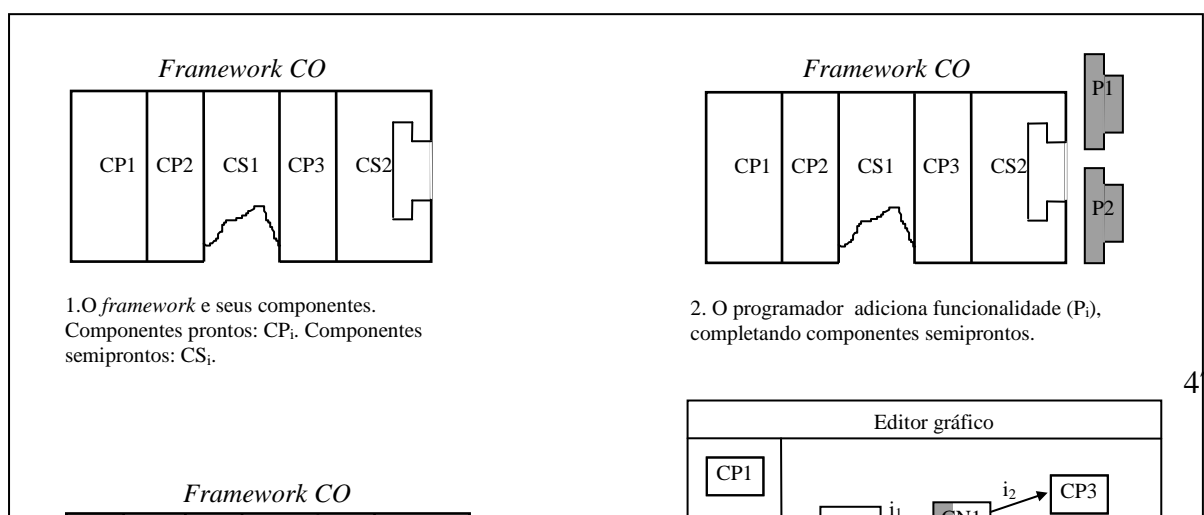 Framework CO
CP1 CP2 CS1 CP3 CS2
1.O framework e seus componentes.
Componentes prontos: CPi. Componentes
semiprontos: CSi.
Framework CO
CP1 CP2 CS1 CP3 CS2
P1
P2
2. O programador adiciona funcionalidade (Pi),
completando componentes semiprontos.
Editor gráfico
CP1
i2
CP3
i1
CN1
Framework CO